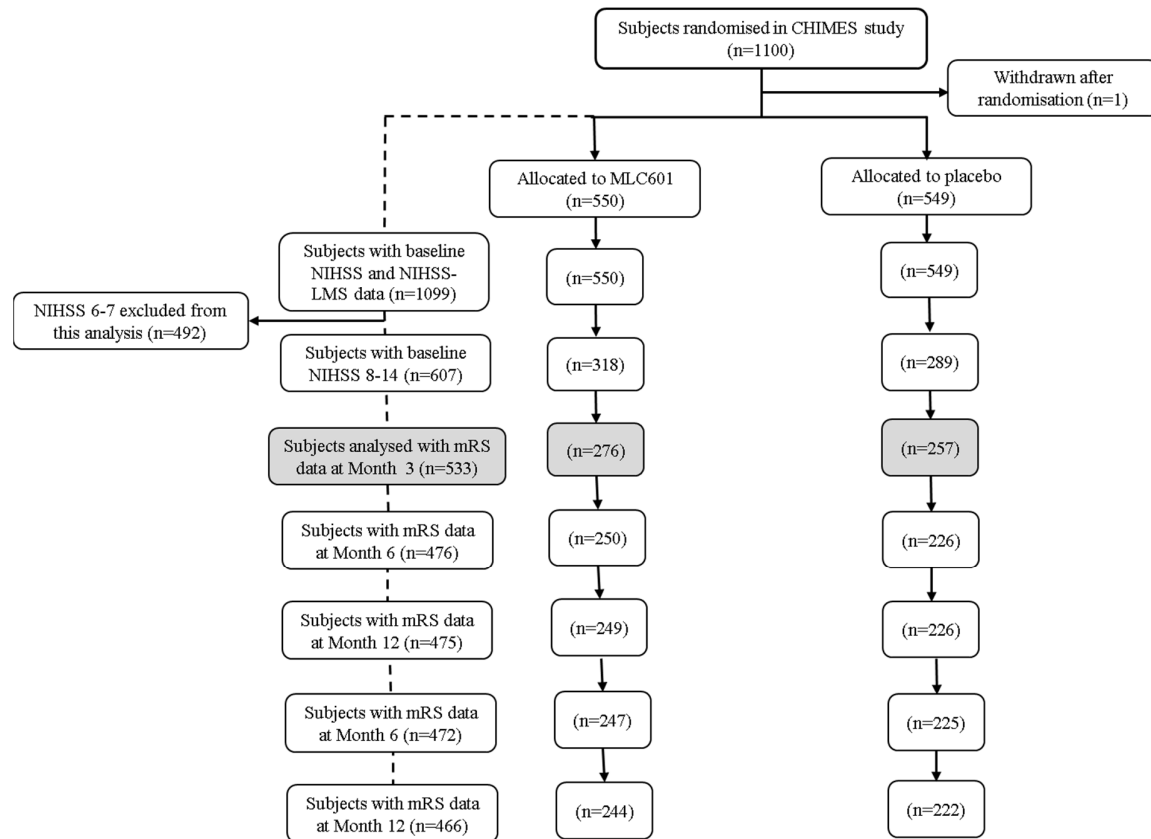 Subjects randomised in CHIMES study
(n=1100)
Withdrawn after
randomisation (n=1)
Allocated to MLC601
(n=550)
Allocated to placebo
(n=549)
Subjects with baseline
NIHSS and NIHSS-
LMS data (n=1099)
(n=550)
(n=549)
NIHSS 6-7 excluded from
this analysis (n=492)
Subjects with baseline
NIHSS 8-14 (n=607)
(n=318)
(n=289)
Subjects analysed with mRS
data at Month 3 (n=533)
(n=276)
(n=257)
Subjects with mRS data
at Month 6 (n=476)
(n=250)
(n=226)
Subjects with mRS data
at Month 12 (n=475)
(n=249)
(n=226)
Subjects with mRS data
at Month 6 (n=472)
(n=247)
(n=225)
Subjects with mRS data
at Month 12 (n=466)
(n=244)
(n=222)